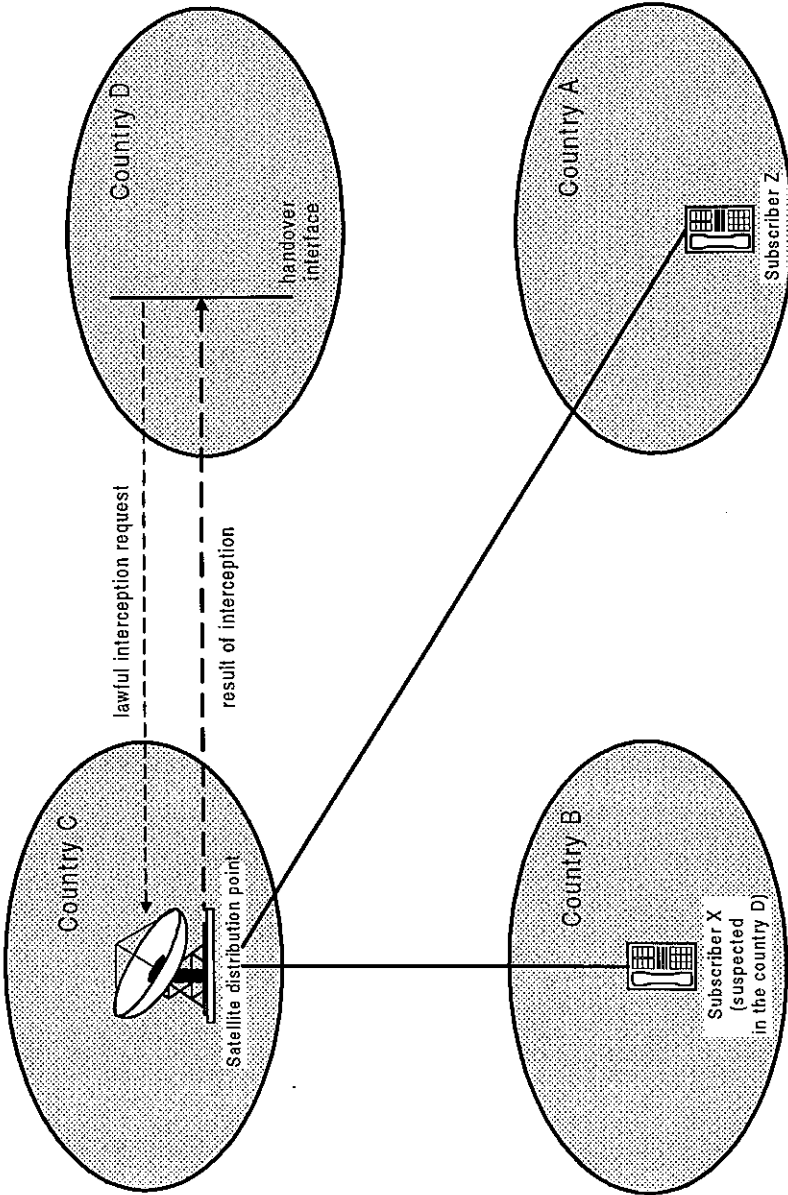 Country C
Satellite distribution point
lawful interception request
result of interception
Country D
handover
interface
Country B
Subscriber X
(suspected
in the country D)
Country A
Subscriber Z